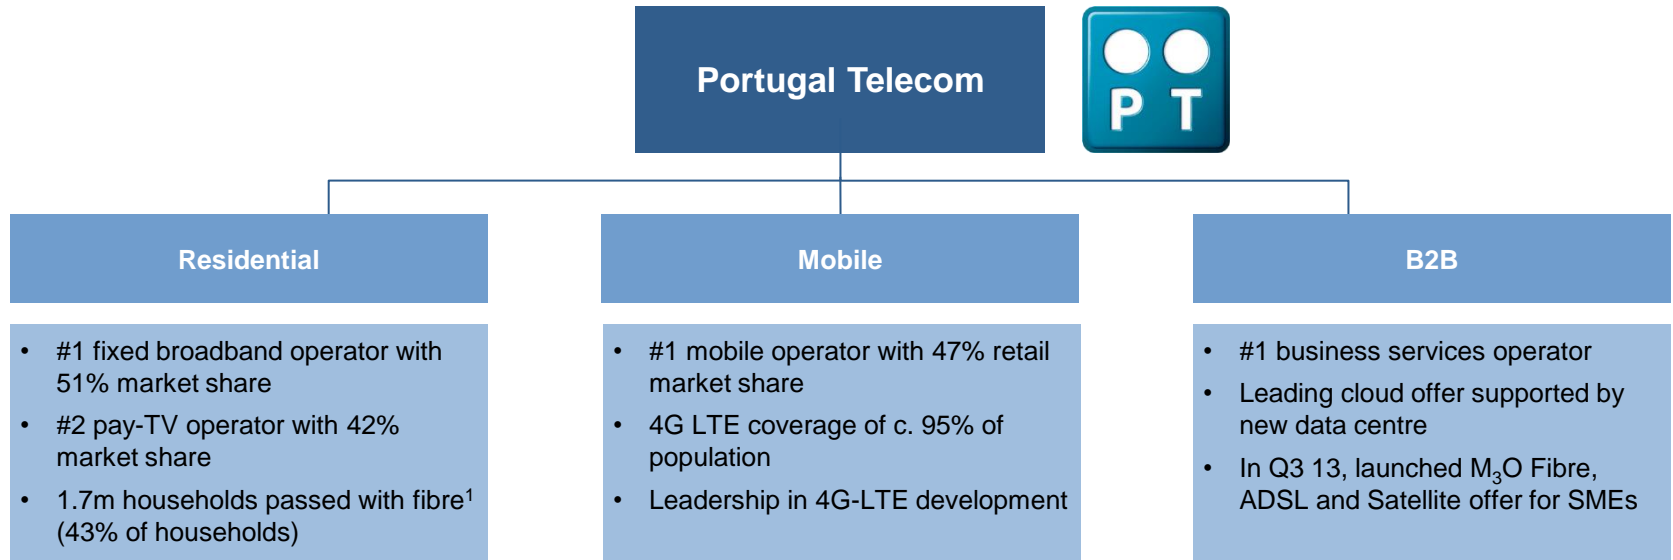 Portugal Telecom
P T
Residential
Mobile
B2B
• #1 fixed broadband operator with
51% market share
• #2 pay-TV operator with 42%
market share
• 1.7m households passed with fibre¹
(43% of households)
• #1 mobile operator with 47% retail
market share
• 4G LTE coverage of c. 95% of
population
• Leadership in 4G-LTE development
• #1 business services operator
• Leading cloud offer supported by
new data centre
• In Q3 13, launched M₃O Fibre,
ADSL and Satellite offer for SMEs